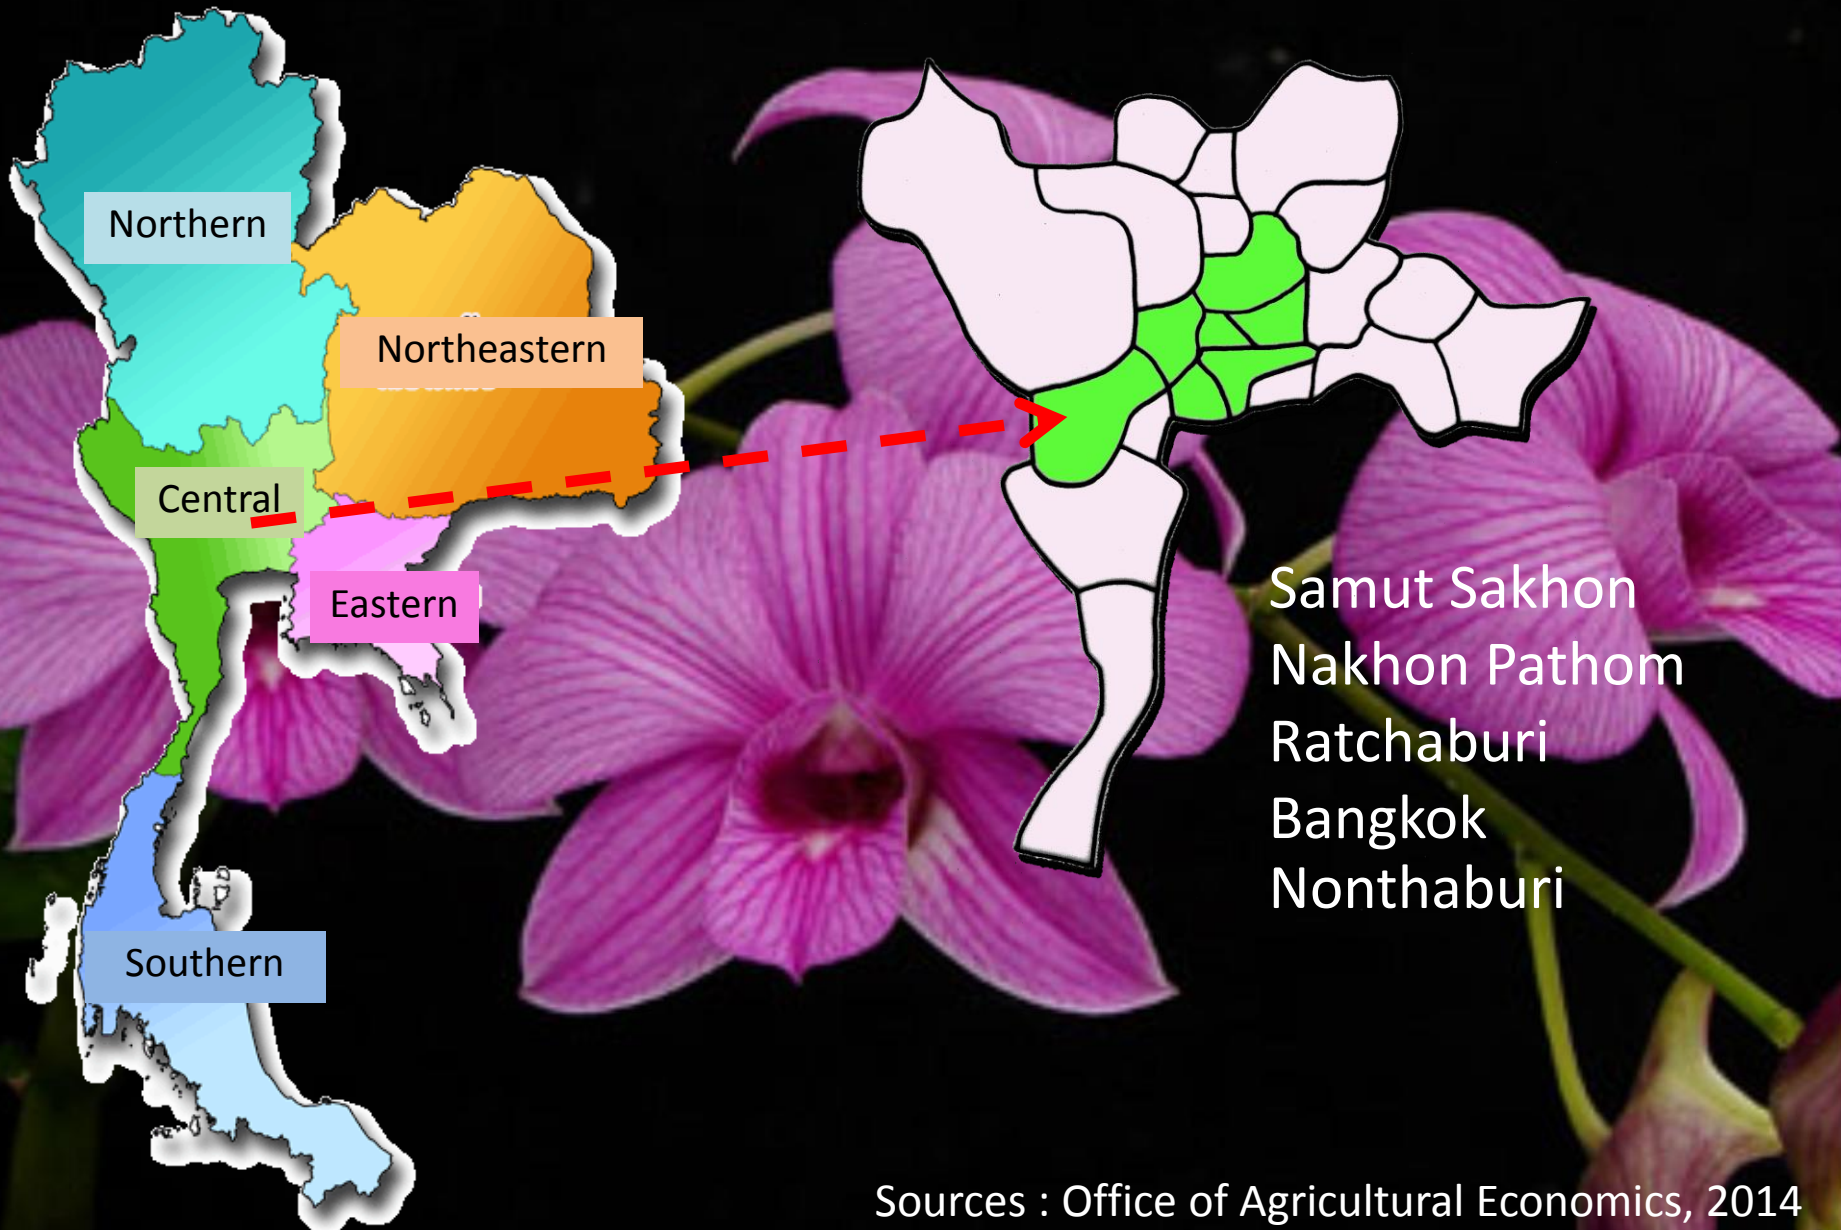 Northern
Northeastern
Central
Eastern
Southern
Samut Sakhon
Nakhon Pathom
Ratchaburi
Bangkok
Nonthaburi
Sources : Office of Agricultural Economics, 2014